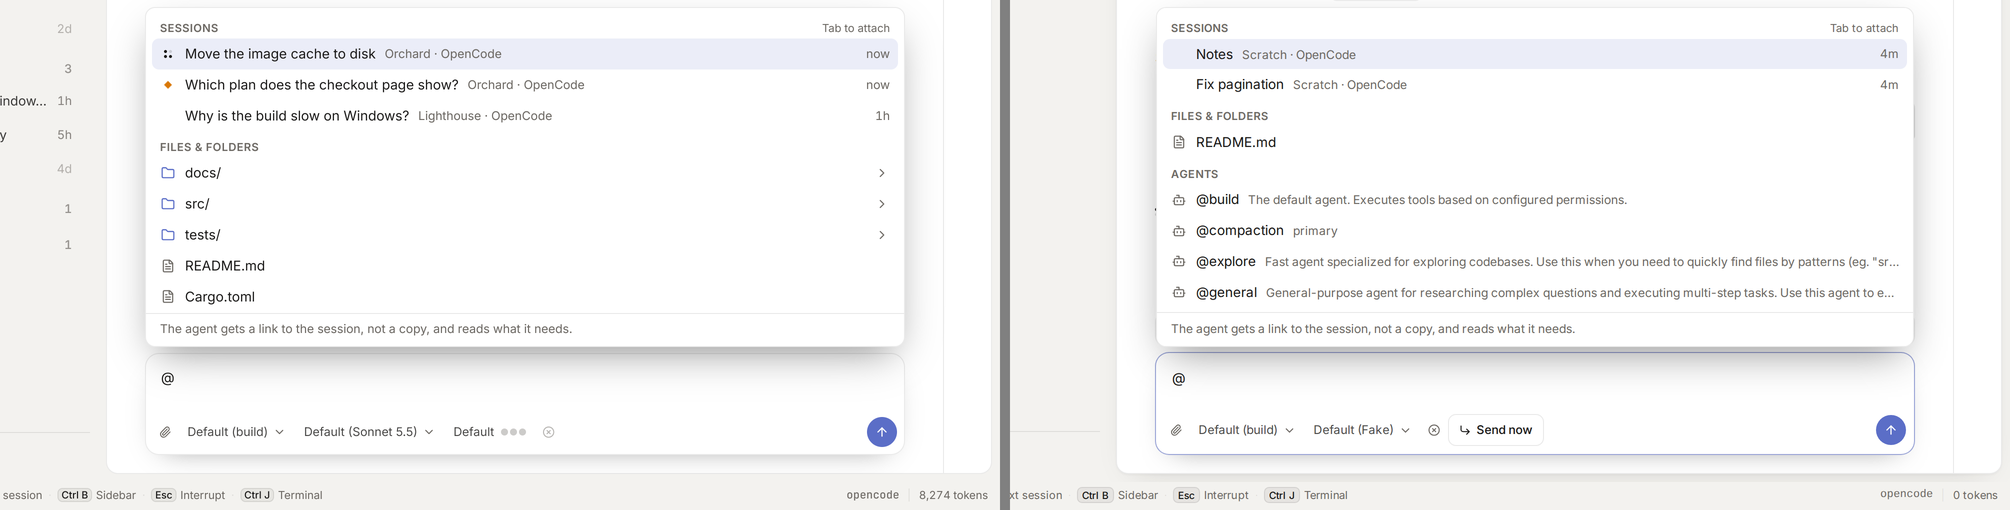 2d
3
indow... 1h
y 5h
4d
1
1
SESSIONS Tab to attach
Move the image cache to disk Orchard · OpenCode now
Which plan does the checkout page show? Orchard · OpenCode now
Why is the build slow on Windows? Lighthouse · OpenCode 1h
FILES & FOLDERS
docs/
src/
tests/
README.md
Cargo.toml
The agent gets a link to the session, not a copy, and reads what it needs.
@
Default (build) Default (Sonnet 5.5) Default
session Ctrl B Sidebar Esc Interrupt Ctrl J Terminal opencode 8,274 tokens
SESSIONS Tab to attach
Notes Scratch · OpenCode 4m
Fix pagination Scratch · OpenCode 4m
FILES & FOLDERS
README.md
AGENTS
@build The default agent. Executes tools based on configured permissions.
@compaction primary
@explore Fast agent specialized for exploring codebases. Use this when you need to quickly find files by patterns (eg. "sr...
@general General-purpose agent for researching complex questions and executing multi-step tasks. Use this agent to e...
The agent gets a link to the session, not a copy, and reads what it needs.
@
Default (build) Default (Fake) Send now
xt session Ctrl B Sidebar Esc Interrupt Ctrl J Terminal opencode 0 tokens